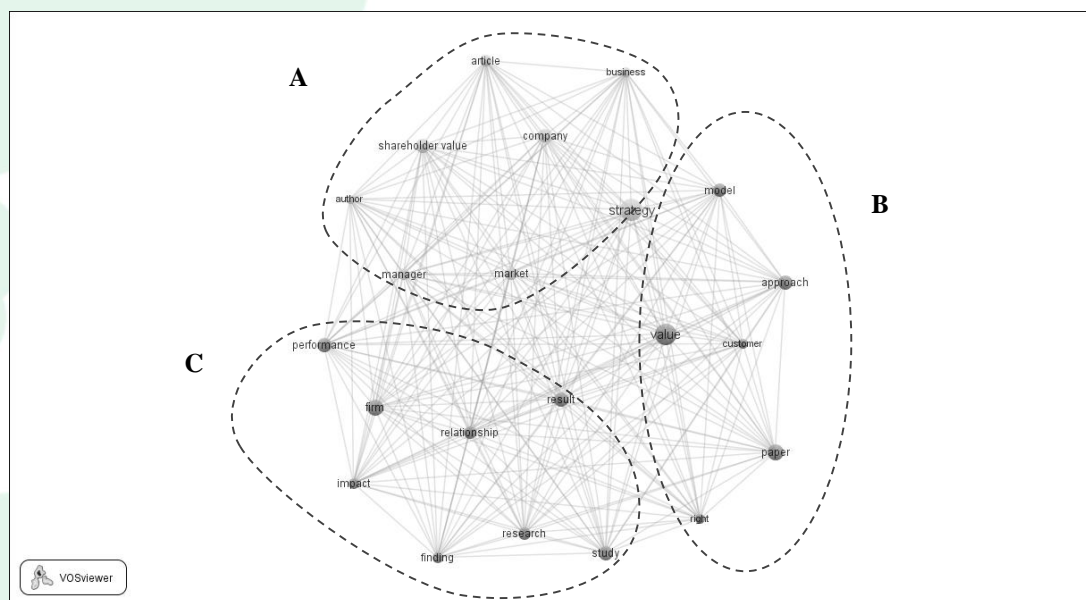 article
business
A
company
shareholder value
model
author
B
strategy
manager
market
approach
value
customer
performance
C
result
firm
relationship
paper
impact
right
research
study
finding
VOSviewer